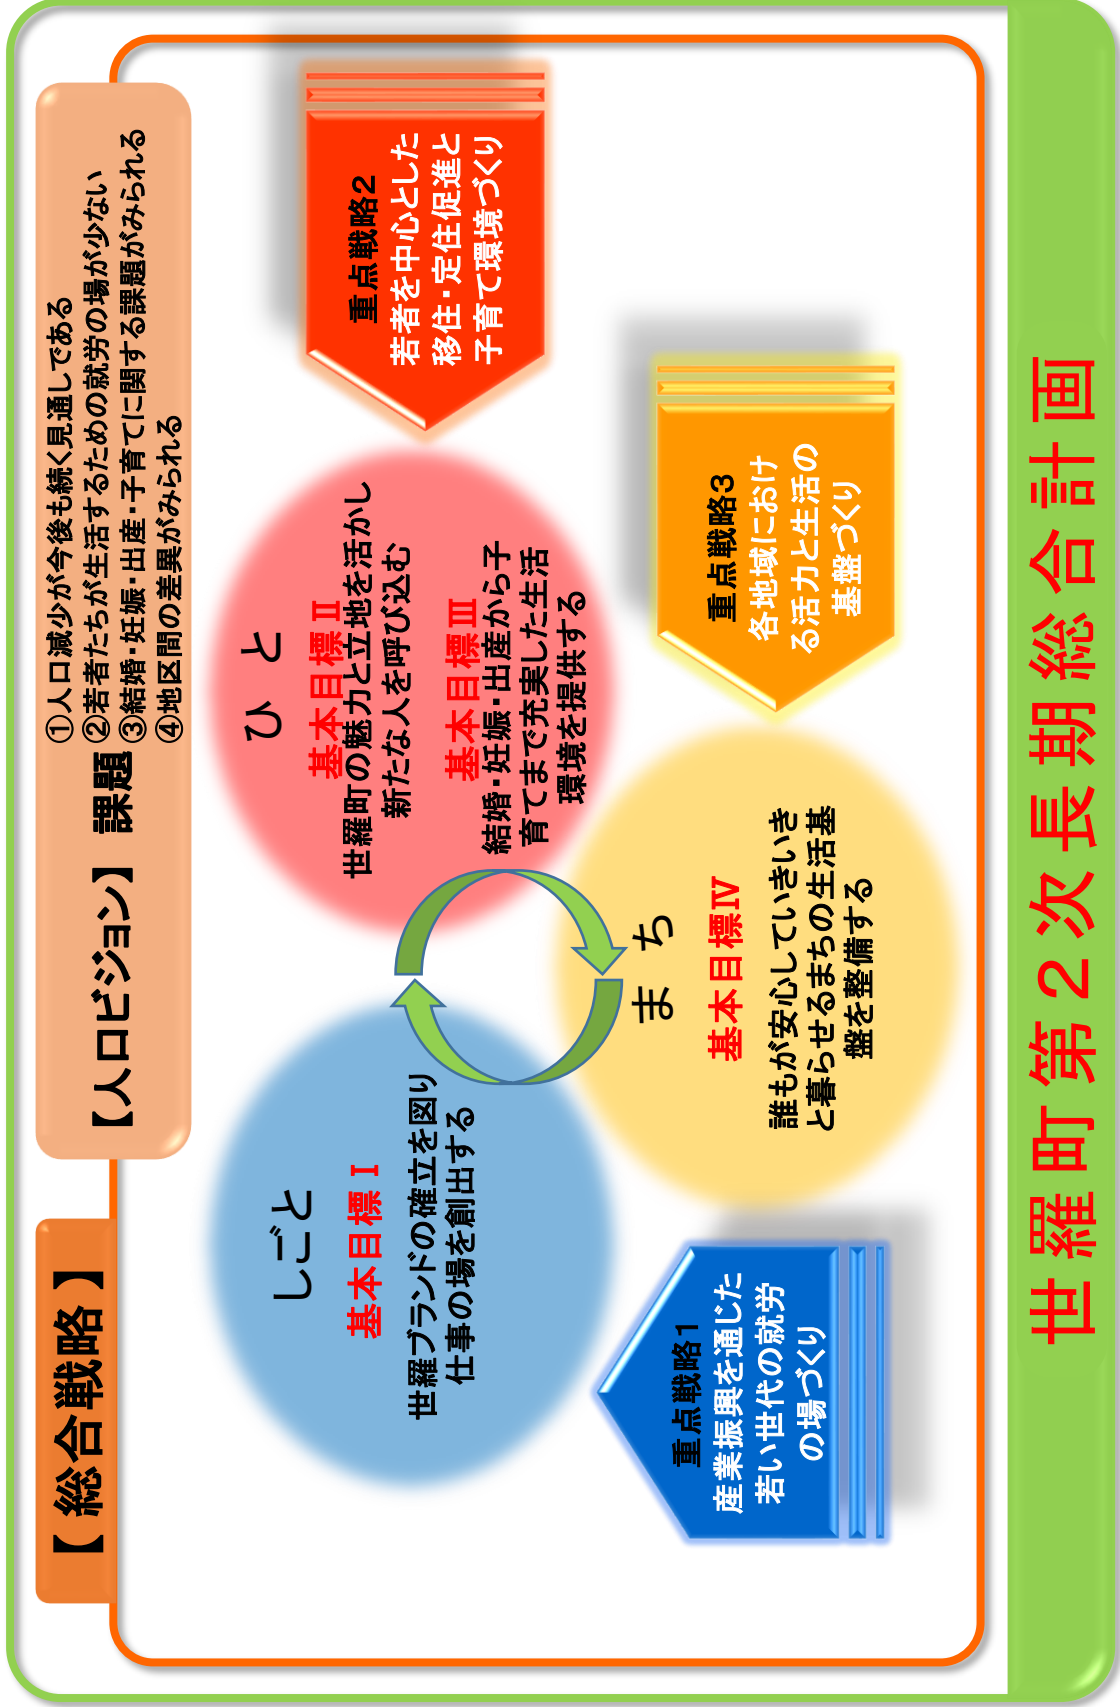 【 総合戦略 】
【人口ビジョン】 課題
①人口減少が今後も続く見通しである
②若者たちが生活するための就労の場が少ない
③結婚・妊娠・出産・子育てに関する課題がみられる
④地区間の差異がみられる
しごと
基本目標Ⅰ
世羅ブランドの確立を図り
仕事の場を創出する
ひ と
基本目標Ⅱ
世羅町の魅力と立地を活かし
新たな人を呼び込む
基本目標Ⅲ
結婚・妊娠・出産から子
育てまで充実した生活
環境を提供する
重点戦略2
若者を中心とした
移住・定住促進と
子育て環境づくり
ま ち
基本目標Ⅳ
誰もが安心していきいき
と暮らせるまちの生活基
盤を整備する
重点戦略1
産業振興を通じた
若い世代の就労
の場づくり
重点戦略3
各地域におけ
る活力と生活の
基盤づくり
世羅町第２次長期総合計画